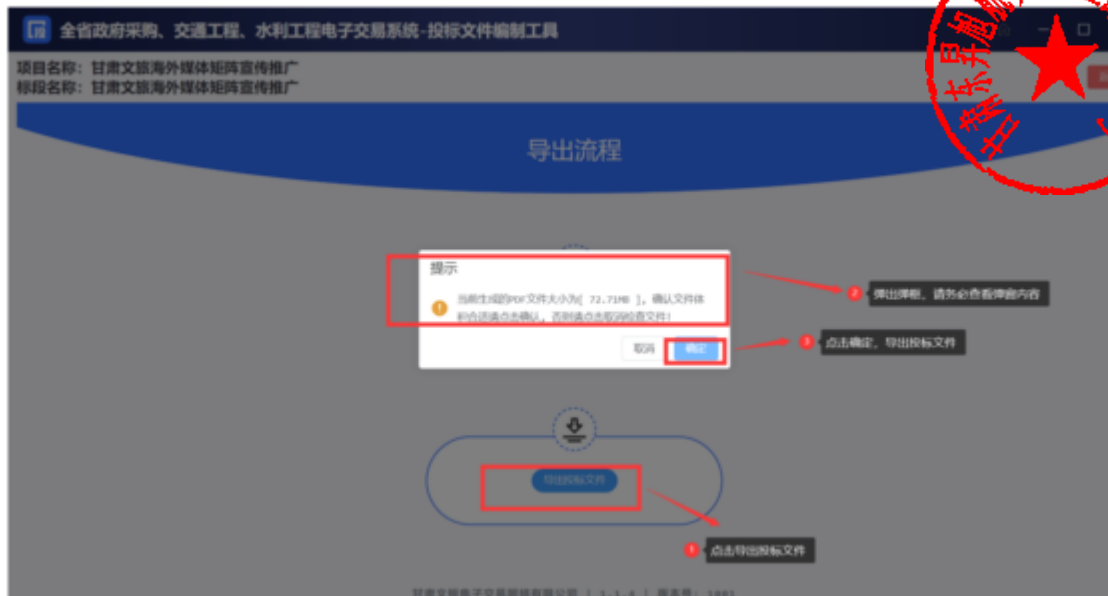 全省政府采购、交通工程、水利工程电子交易系统-投标文件编制工具
项目名称：甘肃文旅海外媒体矩阵宣传推广
标段名称：甘肃文旅海外媒体矩阵宣传推广
导出流程
提示
当前生成的PDF文件大小为[ 72.71MB ]，确认文件体
积合适请点击确认，否则请点击取消检查文件！
取消 确定
2 弹出弹框，请务必查看弹窗内容
3 点击确定，导出投标文件
导出投标文件
1 点击导出投标文件